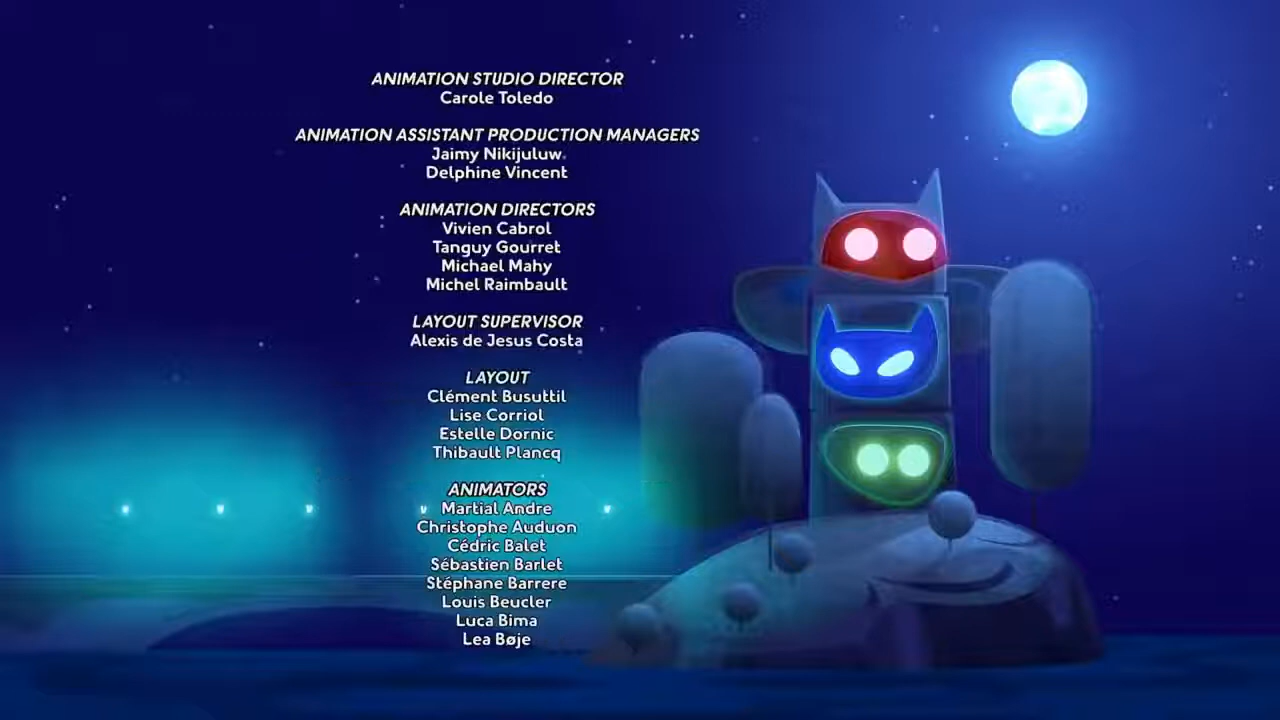 ANIMATION STUDIO DIRECTOR
Carole Toledo
ANIMATION ASSISTANT PRODUCTION MANAGERS
Jaimy Nikijuluw
Delphine Vincent
ANIMATION DIRECTORS
Vivien Cabrol
Tanguy Gourret
Michael Mahy
Michel Raimbault
LAYOUT SUPERVISOR
Alexis de Jesus Costa
LAYOUT
Clément Busuttil
Lise Corriol
Estelle Dornic
Thibault Plancq
ANIMATORS
Martial Andre
Christophe Auduon
Cédric Balet
Sébastien Barlet
Stéphane Barrere
Louis Beucler
Luca Bima
Lea Bøje